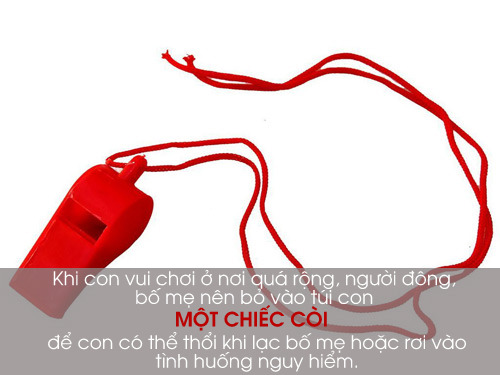 Khi con vui chơi ở nơi quá rộng, người đông,
bố mẹ nên bỏ vào túi con
MỘT CHIẾC CÒI
để con có thể thổi khi lạc bố mẹ hoặc rơi vào
tình huống nguy hiểm.